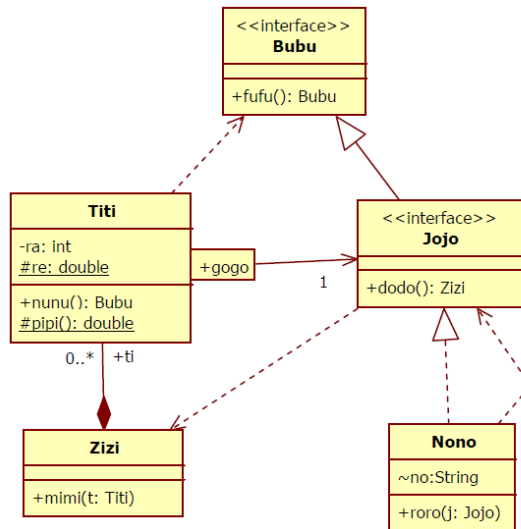 <<interface>>
Bubu
+fufu(): Bubu
Titi
-ra: int
#re: double
+nunu(): Bubu
#pipi(): double
+gogo
1
<<interface>>
Jojo
+dodo(): Zizi
0..* +ti
Zizi
+mimi(t: Titi)
Nono
~no:String
+roro(j: Jojo)